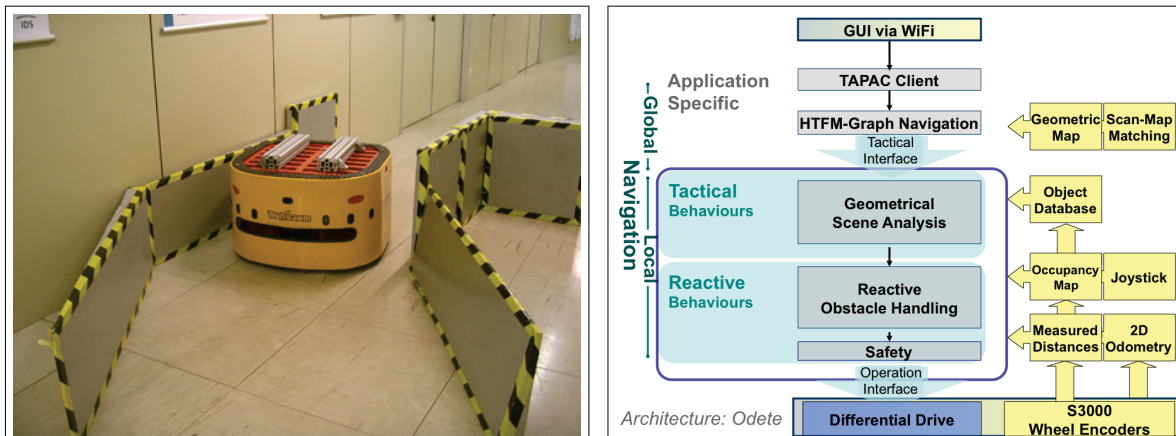 IDS
Nussbaum
GUI via WiFi
Application
Specific
TAPAC Client
HTFM-Graph Navigation
Tactical
Interface
Geometric
Map
Scan-Map
Matching
Navigation
Global
Local
Tactical
Behaviours
Geometrical
Scene Analysis
Object
Database
Reactive
Behaviours
Reactive
Obstacle Handling
Occupancy
Map
Joystick
Safety
Measured
Distances
2D
Odometry
Operation
Interface
Architecture: Odete
Differential Drive
S3000
Wheel Encoders